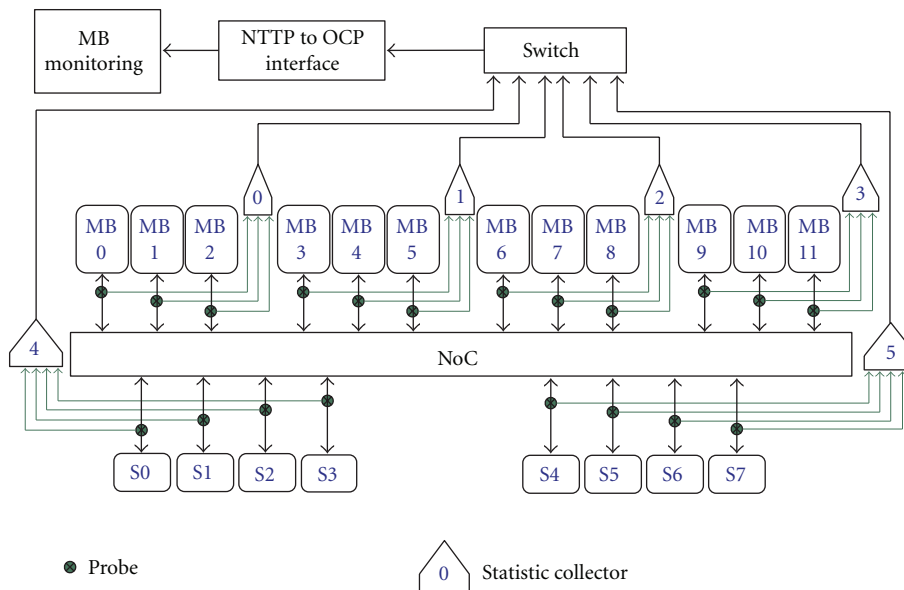 MB
monitoring
NTTP to OCP
interface
Switch
0
1
2
3
MB
0
MB
1
MB
2
MB
3
MB
4
MB
5
MB
6
MB
7
MB
8
MB
9
MB
10
MB
11
4
NoC
5
S0
S1
S2
S3
S4
S5
S6
S7
Probe
0
Statistic collector